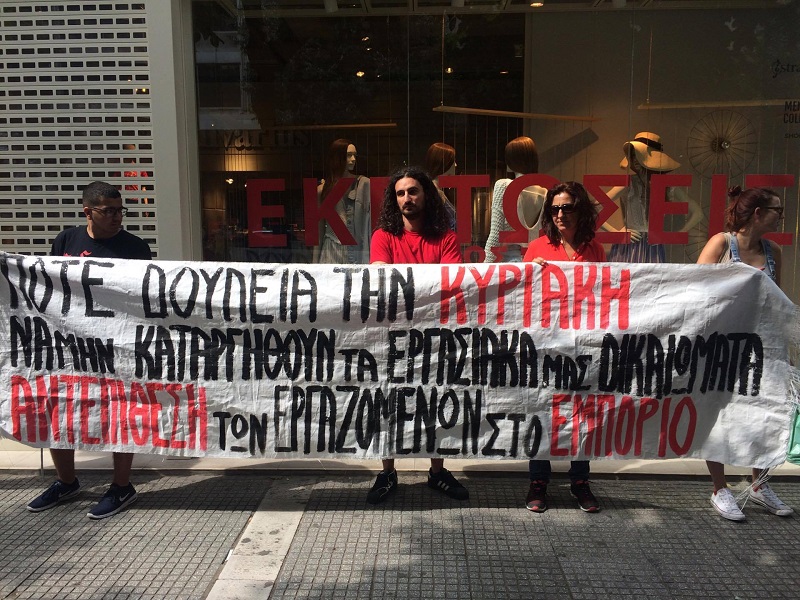 ΕΚΠΤΩΣΕΙΣ
ΠΟΤΕ ΔΟΥΛΕΙΑ ΤΗΝ ΚΥΡΙΑΚΗ
ΝΑ ΜΗΝ ΚΑΤΑΡΓΗΘΟΥΝ ΤΑ ΕΡΓΑΣΙΑΚΑ ΜΑΣ ΔΙΚΑΙΩΜΑΤΑ
ΑΝΤΕΠΙΘΕΣΗ ΤΩΝ ΕΡΓΑΖΟΜΕΝΩΝ ΣΤΟ ΕΜΠΟΡΙΟ